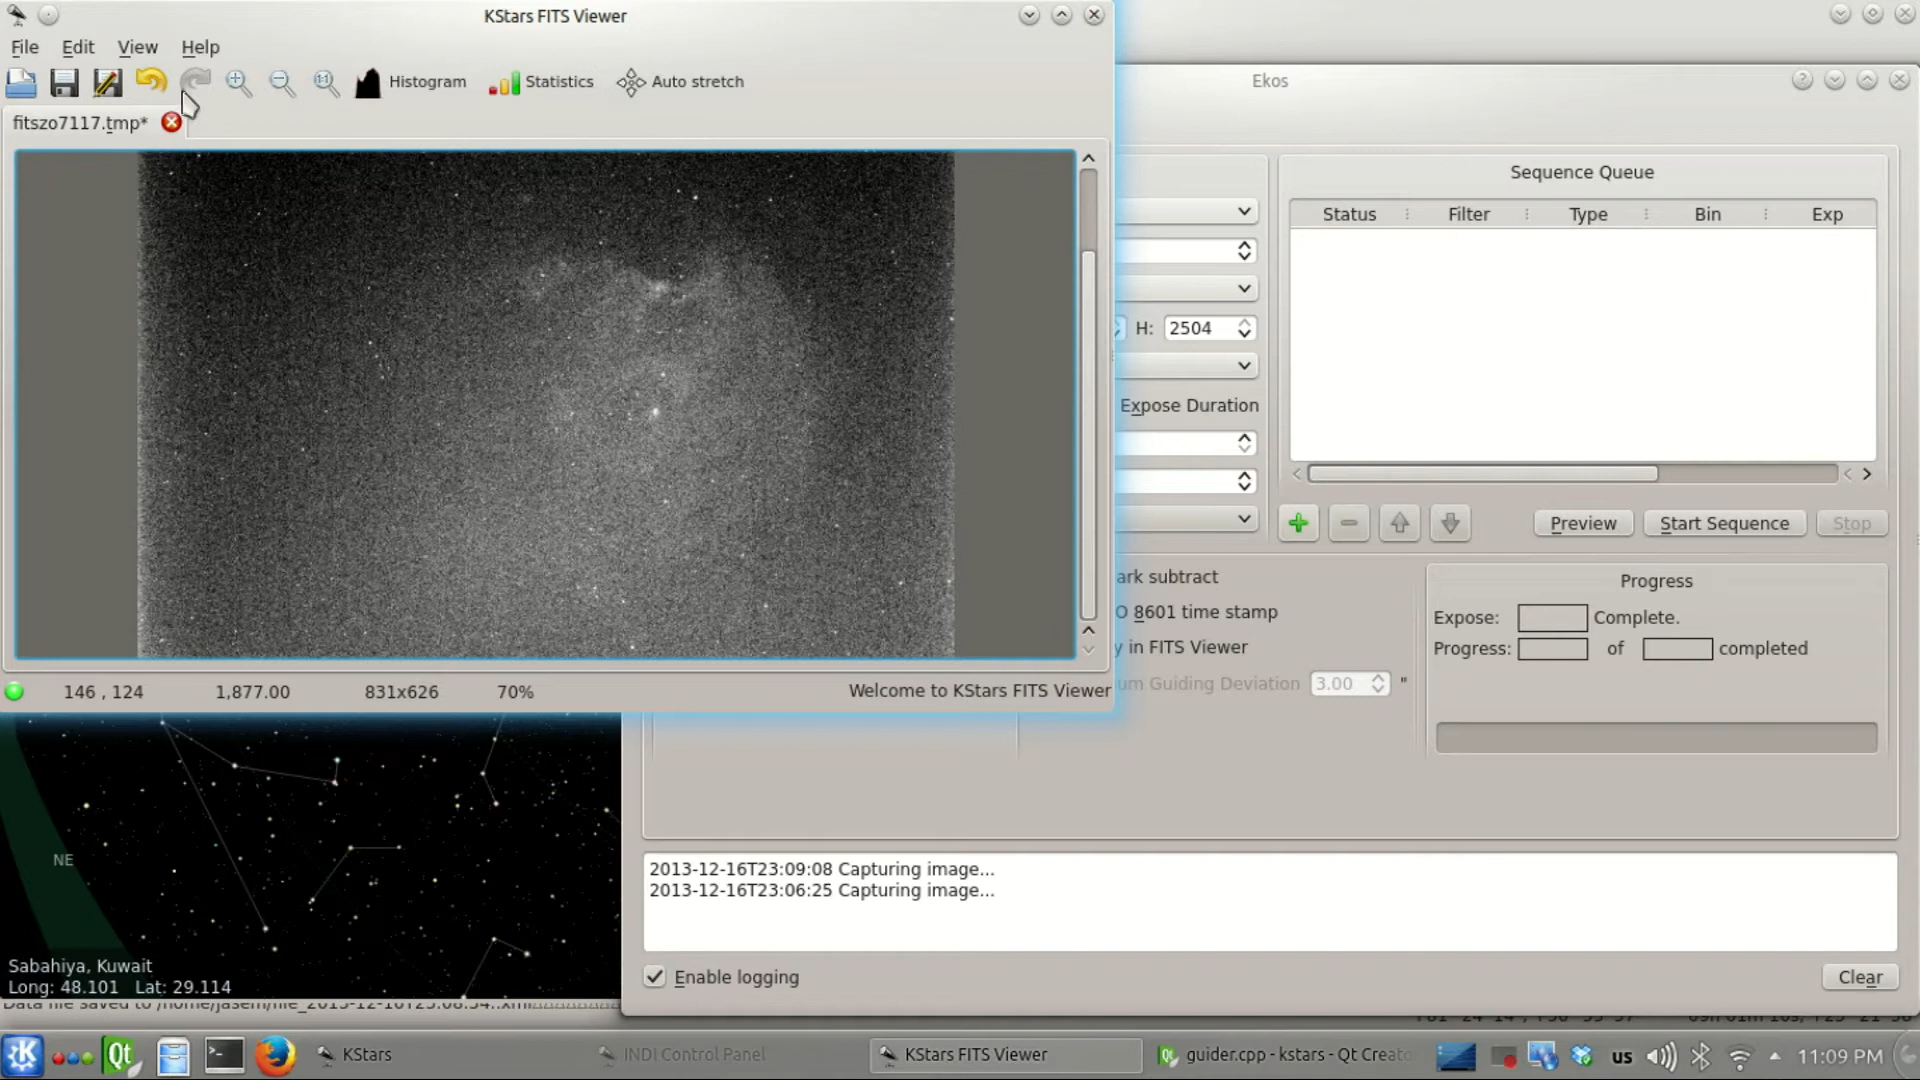 KStars FITS Viewer
File Edit View Help
Histogram Statistics Auto stretch
fitszo7117.tmp*
146 , 124 1,877.00 831x626 70% Welcome to KStars FITS Viewer
Ekos
Sequence Queue
Status Filter Type Bin Exp
H: 2504
Expose Duration
Preview Start Sequence Stop
ark subtract
O 8601 time stamp
y in FITS Viewer
um Guiding Deviation 3.00 "
Progress
Expose: Complete.
Progress: of completed
2013-12-16T23:09:08 Capturing image...
2013-12-16T23:06:25 Capturing image...
Enable logging Clear
NE
Sabahiya, Kuwait
Long: 48.101 Lat: 29.114
KStars INDI Control Panel KStars FITS Viewer guider.cpp - kstars - Qt Creato us 11:09 PM